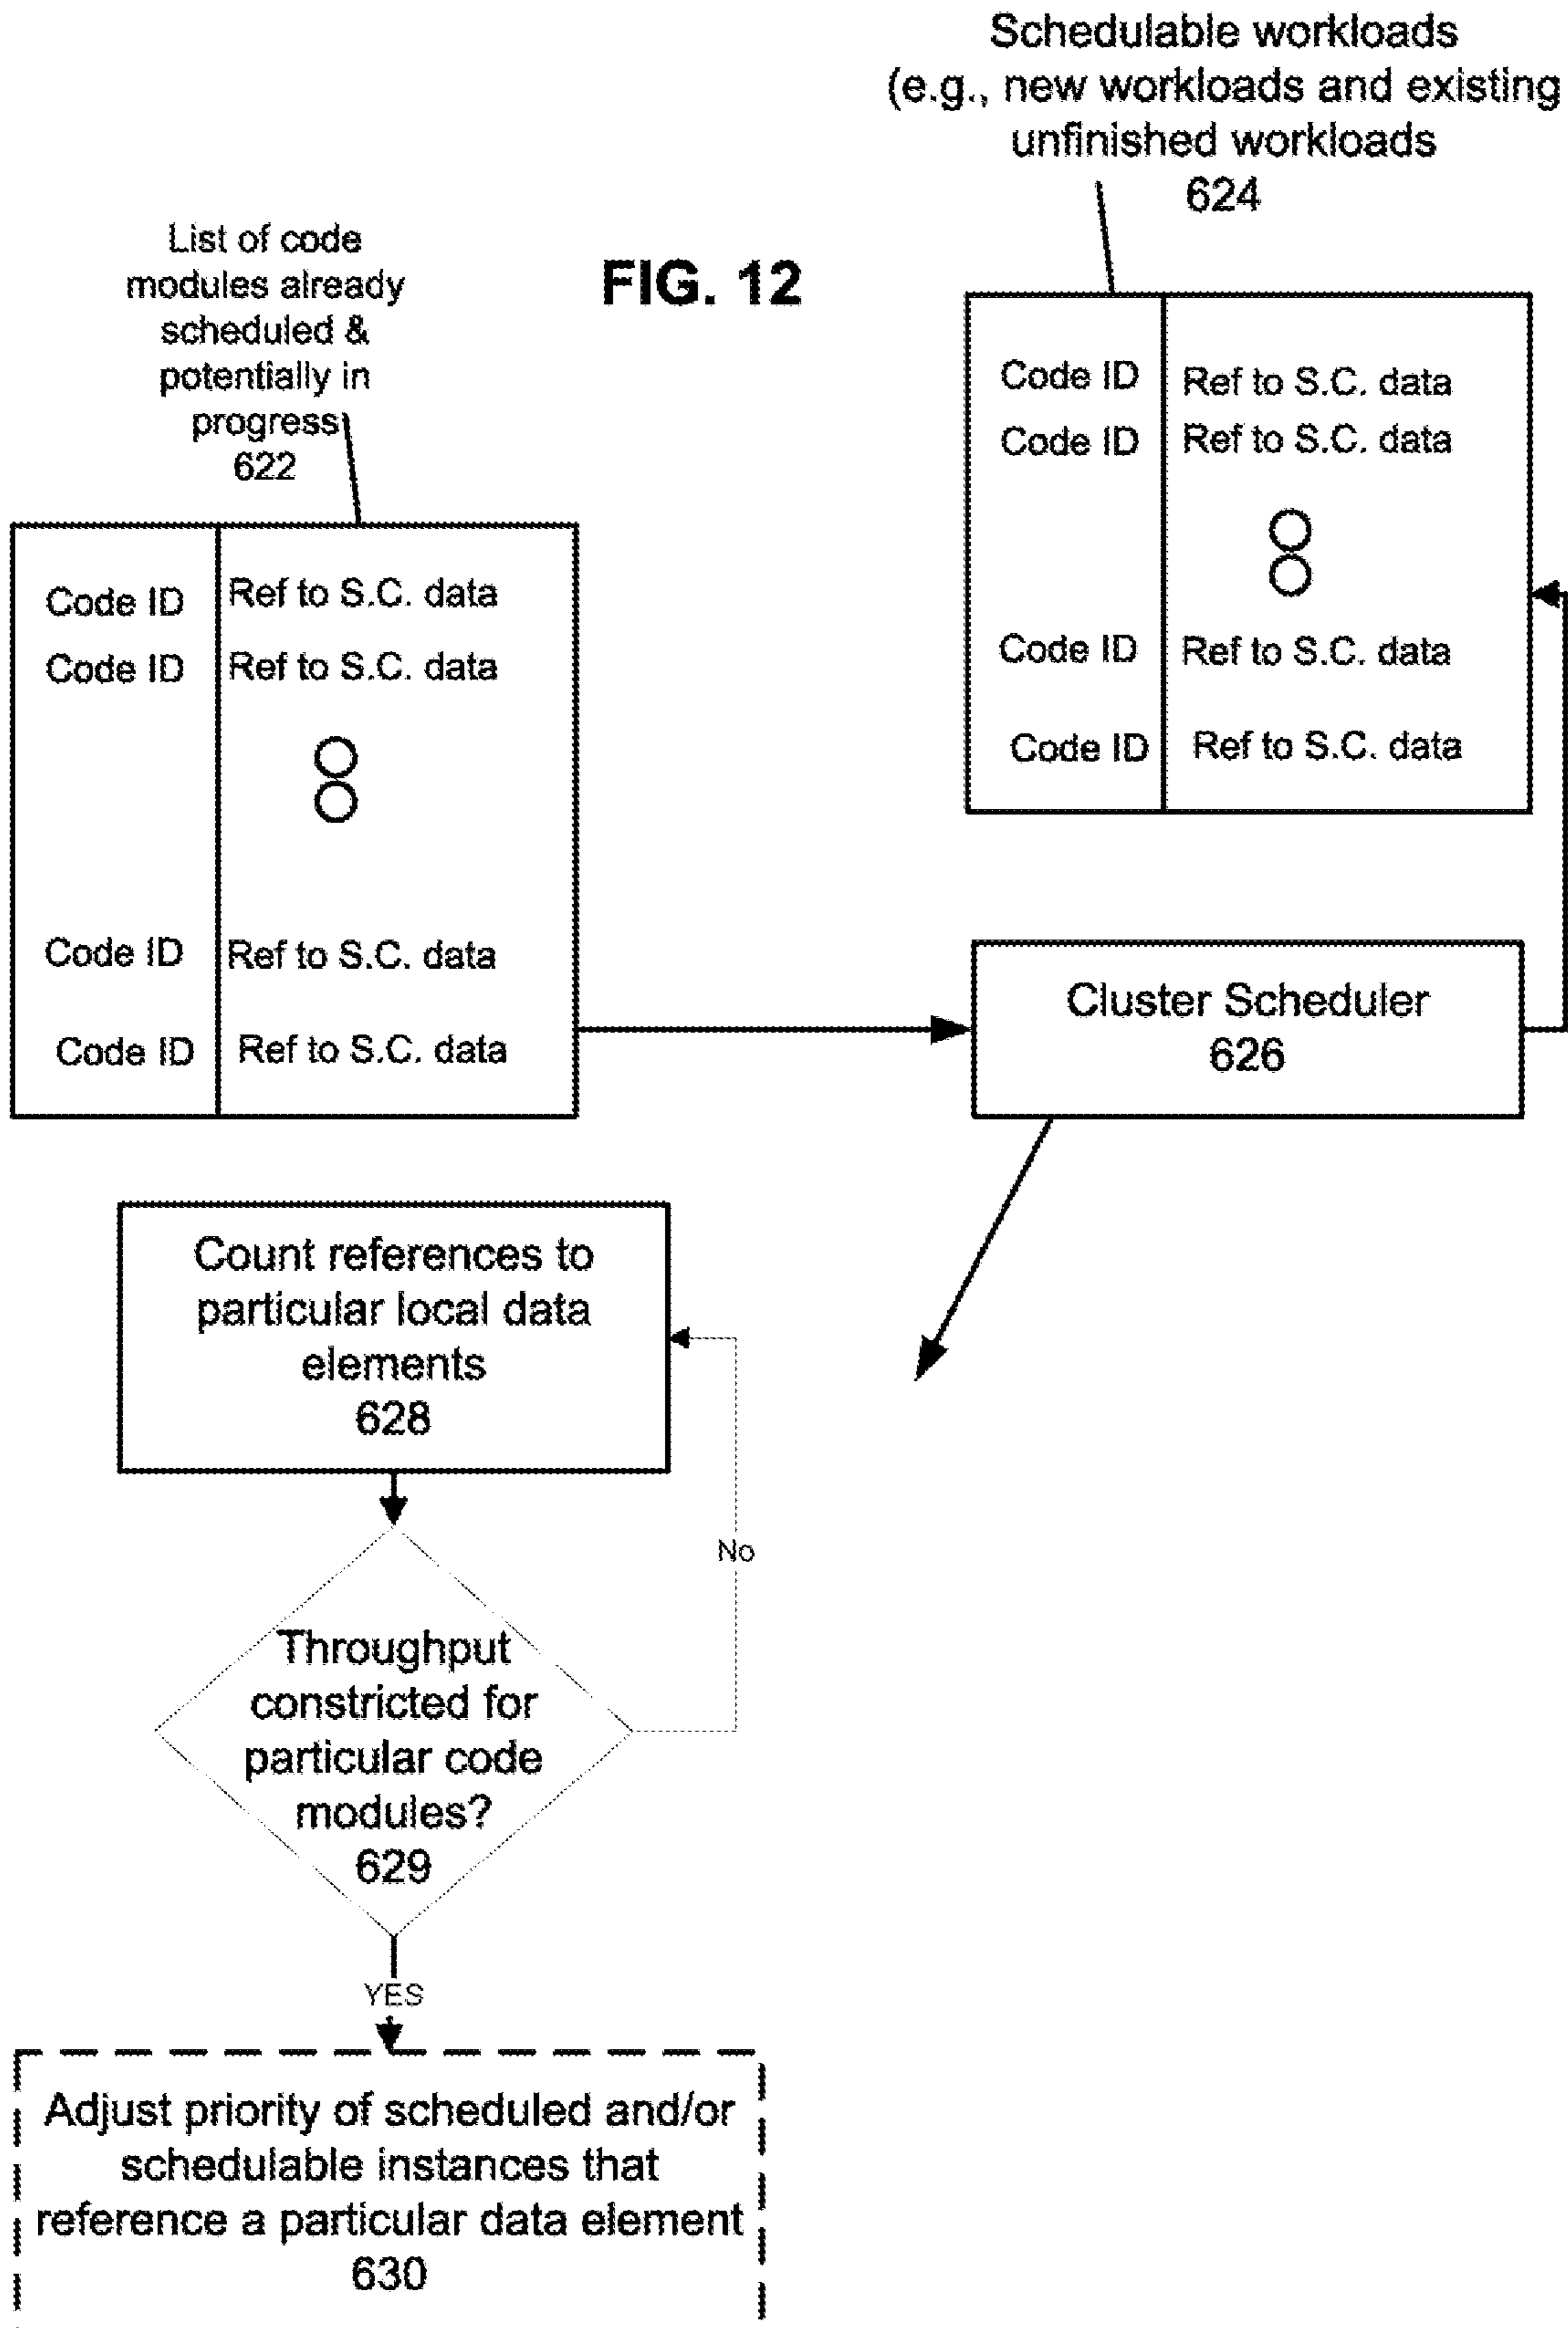 Schedulable workloads
(e.g., new workloads and existing
unfinished workloads
624
List of code
modules already
scheduled &
potentially in
progress
622
FIG. 12
Code ID Ref to S.C. data
Code ID Ref to S.C. data
Code ID Ref to S.C. data
Code ID Ref to S.C. data
Code ID Ref to S.C. data
Code ID Ref to S.C. data
Code ID Ref to S.C. data
Code ID Ref to S.C. data
Cluster Scheduler
626
Count references to
particular local data
elements
628
No
Throughput
constricted for
particular code
modules?
629
YES
Adjust priority of scheduled and/or
schedulable instances that
reference a particular data element
630